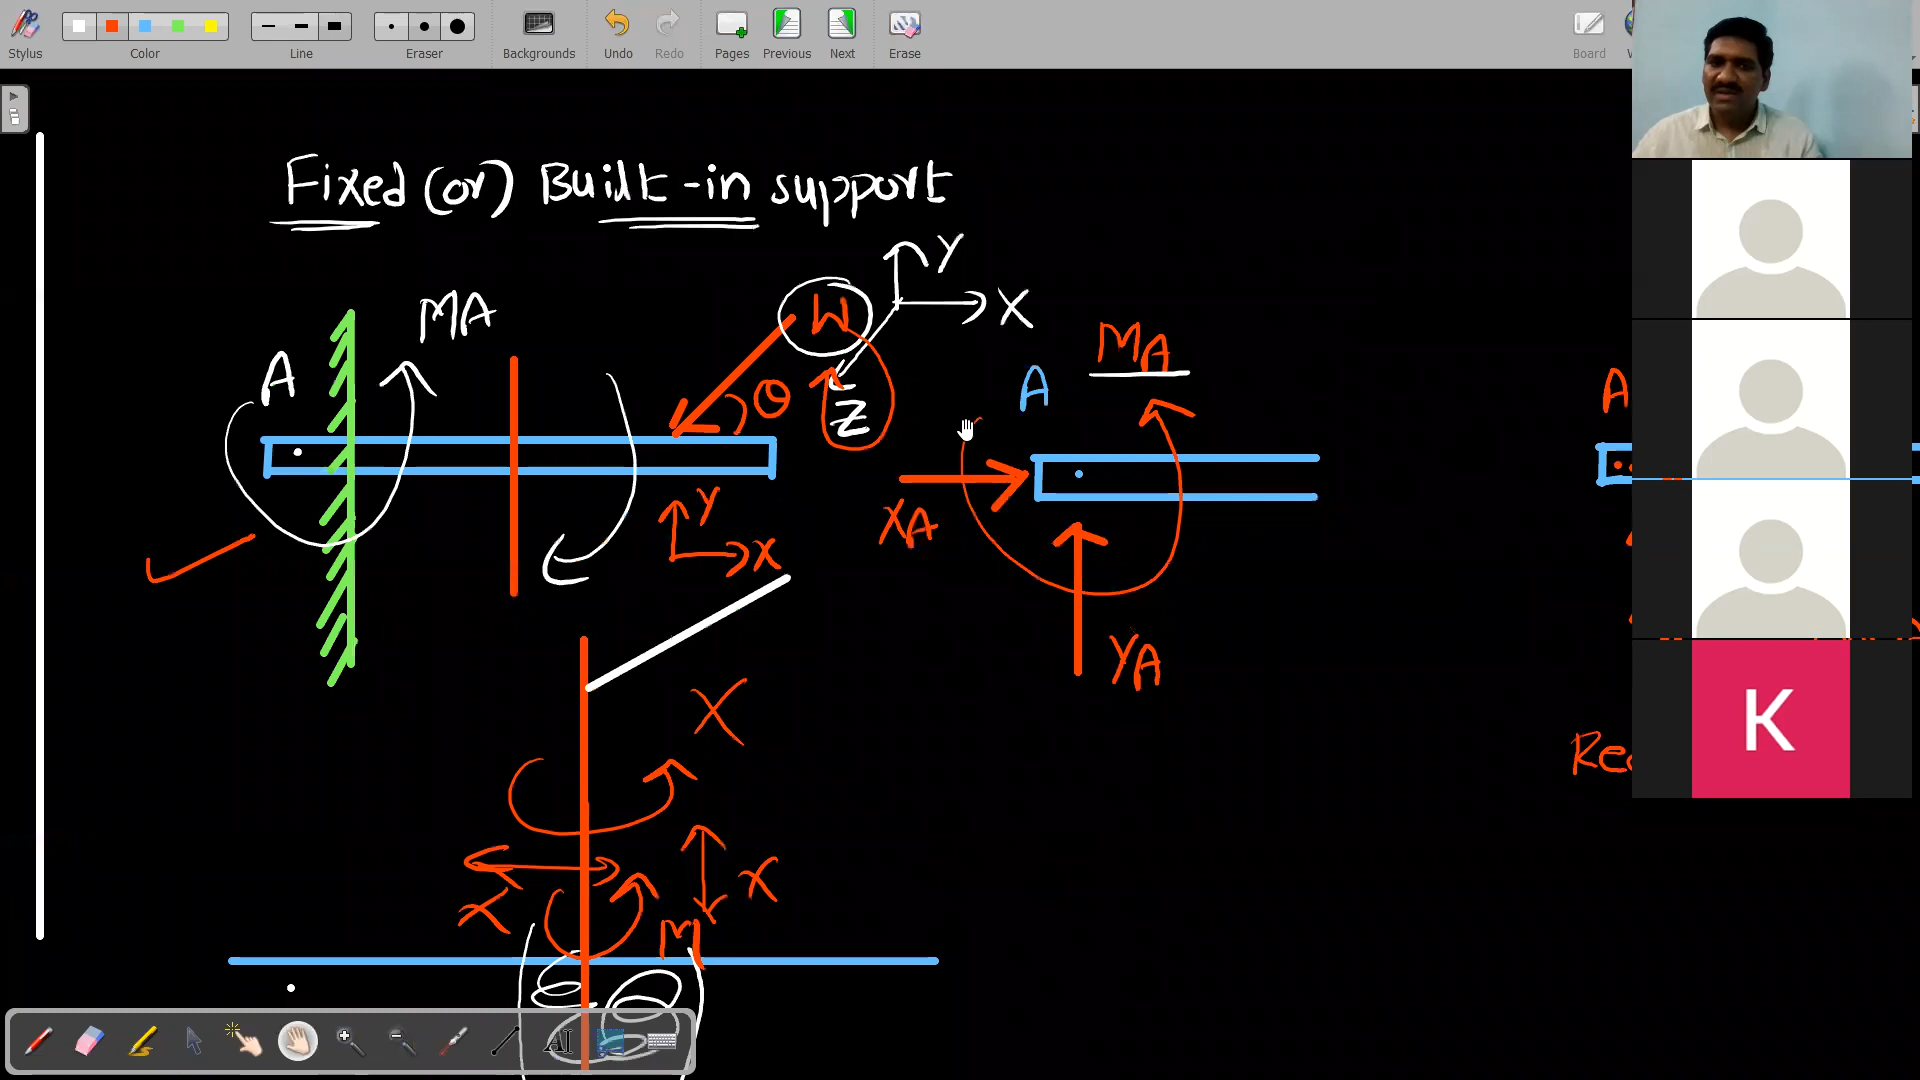 Stylus
Color
Line
Eraser
Backgrounds
Undo
Redo
Pages
Previous
Next
Erase
Board
Fixed (or) Built-in support
Y
X
Z
MA
A
W
θ
Y
X
MA
A
XA
YA
A
X
X
X
M
K
AI